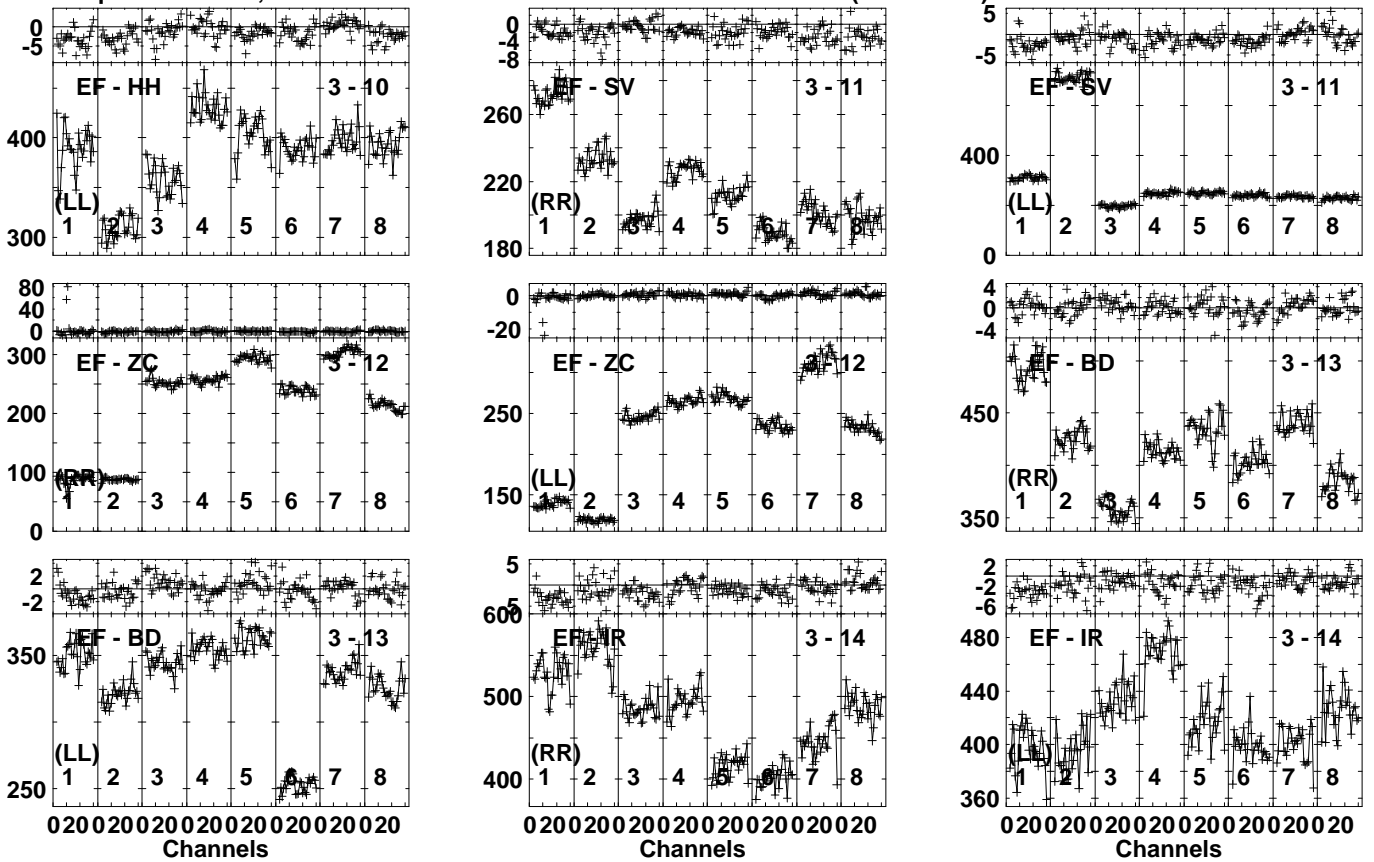 0 -5
EF - HH 3 - 10
400
300
(LL)
1 2 3 4 5 6 7 8
0 -4 -8
EF - SV 3 - 11
260
220
180
(RR)
1 2 3 4 5 6 7 8
5 -5
EF - SV 3 - 11
400
0
(LL)
1 2 3 4 5 6 7 8
80 40 0
EF - ZC 3 - 12
300
200
100
0
(RR)
1 2 3 4 5 6 7 8
0 -20
EF - ZC 3 - 12
250
150
(LL)
1 2 3 4 5 6 7 8
4 0 -4
EF - BD 3 - 13
450
350
(RR)
1 2 3 4 5 6 7 8
2 -2
EF - BD 3 - 13
350
250
(LL)
1 2 3 4 5 6 7 8
0 20 0 20 0 20 0 20 0 20 0 20 0 20 0 20
Channels
5 -5
EF - IR 3 - 14
600
500
400
(RR)
1 2 3 4 5 6 7 8
0 20 0 20 0 20 0 20 0 20 0 20 0 20 0 20
Channels
2 -2 -6
EF - IR 3 - 14
480
440
400
360
(LL)
1 2 3 4 5 6 7 8
0 20 0 20 0 20 0 20 0 20 0 20 0 20 0 20
Channels